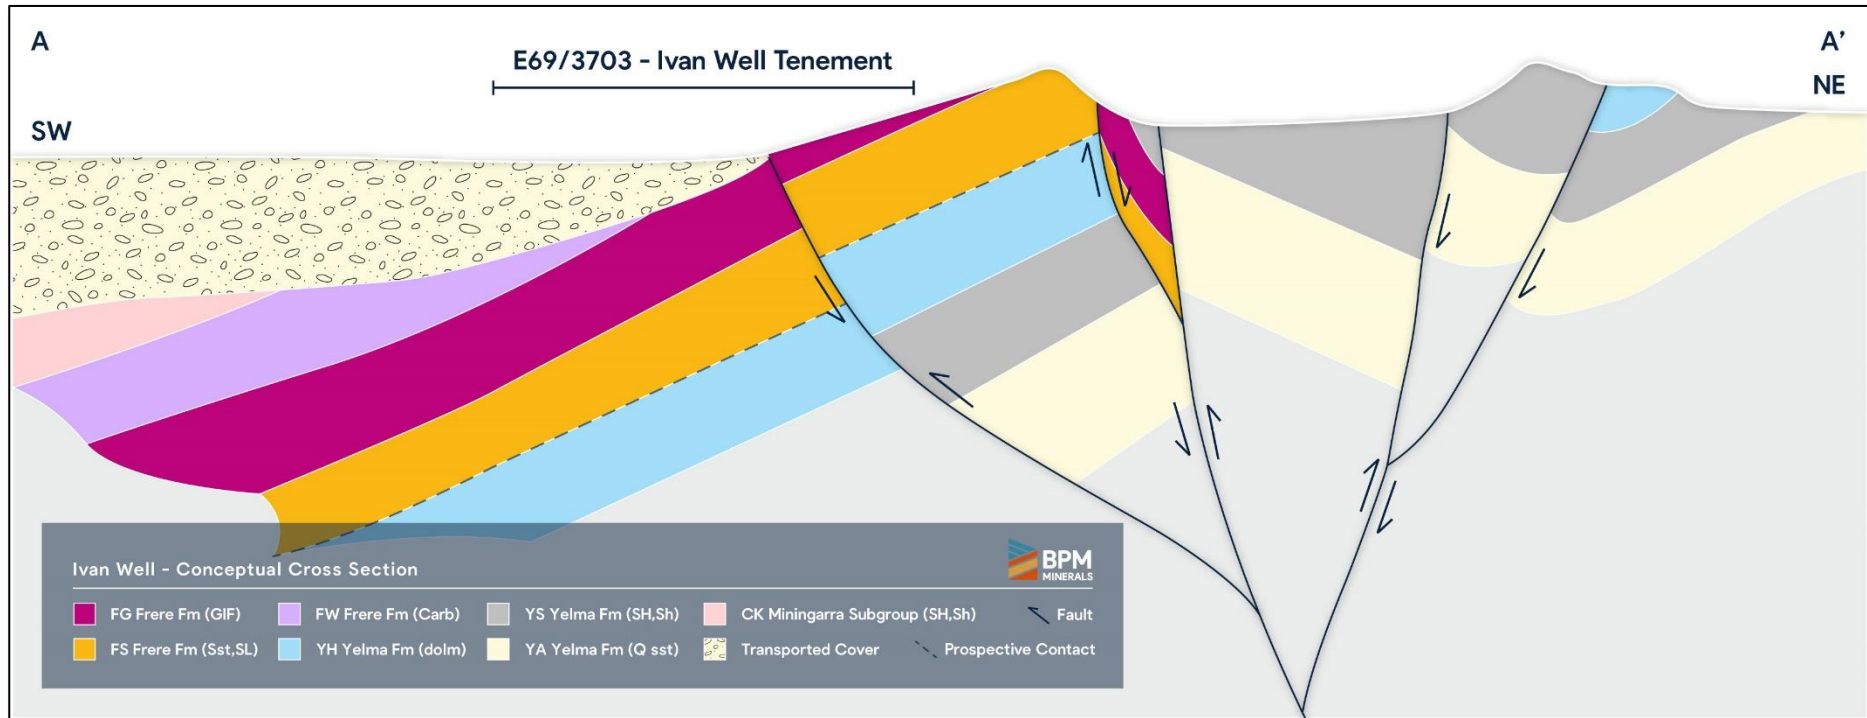 A
A'
E69/3703 - Ivan Well Tenement
NE
SW
Ivan Well - Conceptual Cross Section
BPM
MINERALS
FG Frere Fm (GIF)
FW Frere Fm (Carb)
YS Yelma Fm (SH,Sh)
CK Miningarra Subgroup (SH,Sh)
Fault
FS Frere Fm (Sst,SL)
YH Yelma Fm (dolm)
YA Yelma Fm (Q sst)
Transported Cover
Prospective Contact